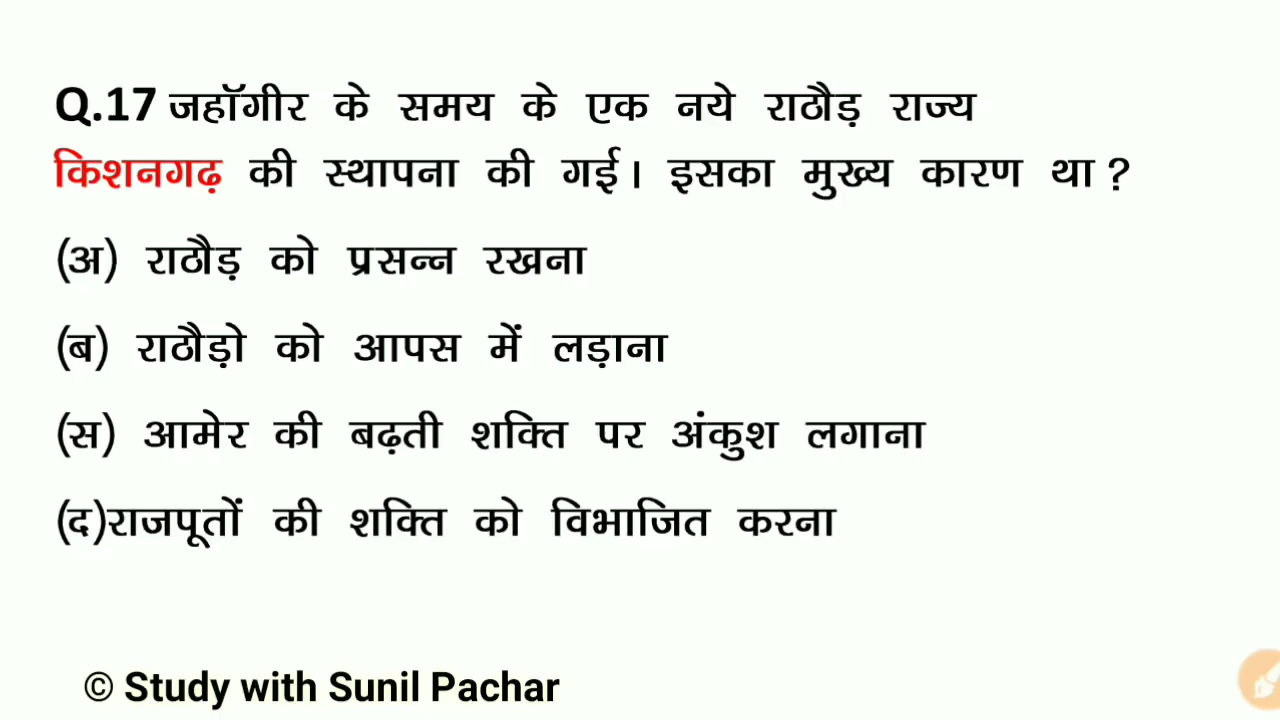 Q.17 जहॉगीर के समय के एक नये राठौड़ राज्य
किशनगढ़ की स्थापना की गई। इसका मुख्य कारण था ?
(अ) राठौड़ को प्रसन्न रखना
(ब) राठौड़ो को आपस में लड़ाना
(स) आमेर की बढ़ती शक्ति पर अंकुश लगाना
(द)राजपूतों की शक्ति को विभाजित करना
© Study with Sunil Pachar